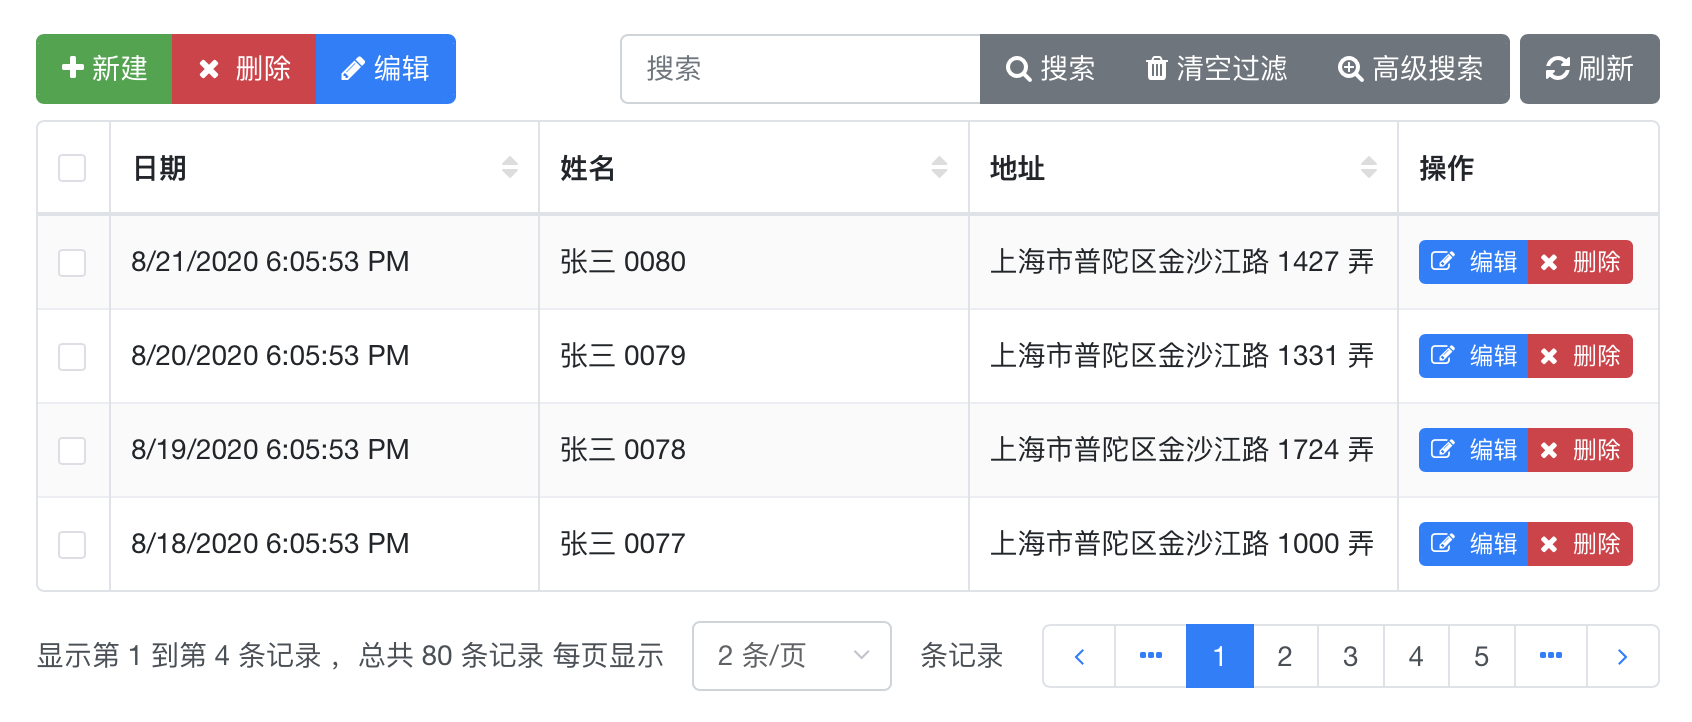 新建 删除 编辑 搜索 搜索 清空过滤 高级搜索 刷新
日期 姓名 地址 操作
8/21/2020 6:05:53 PM 张三 0080 上海市普陀区金沙江路 1427 弄 编辑 删除
8/20/2020 6:05:53 PM 张三 0079 上海市普陀区金沙江路 1331 弄 编辑 删除
8/19/2020 6:05:53 PM 张三 0078 上海市普陀区金沙江路 1724 弄 编辑 删除
8/18/2020 6:05:53 PM 张三 0077 上海市普陀区金沙江路 1000 弄 编辑 删除
显示第 1 到第 4 条记录 ，总共 80 条记录 每页显示 2 条/页 条记录 ‹ ••• 1 2 3 4 5 ••• ›